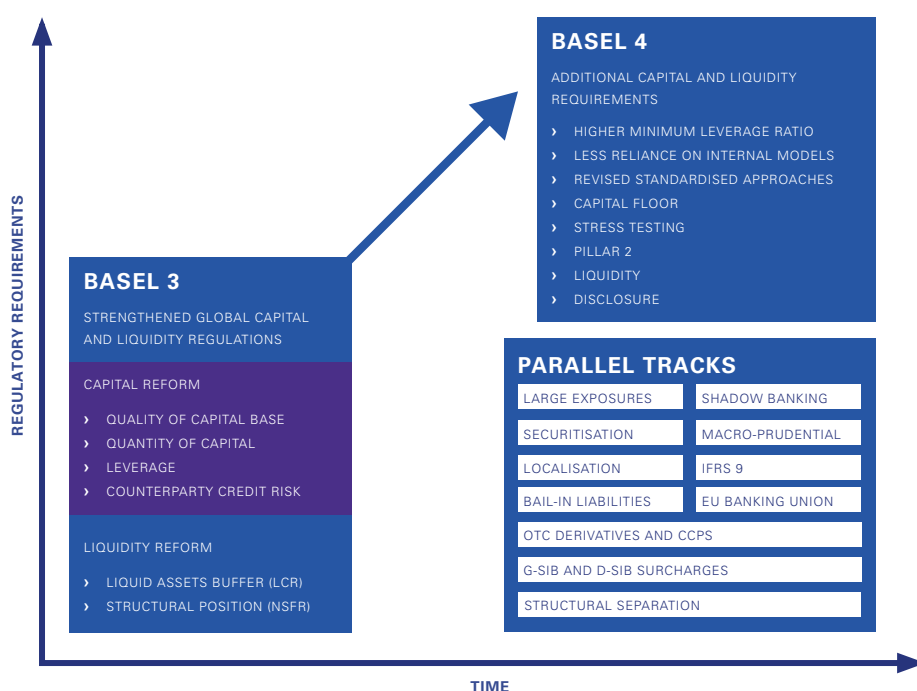 REGULATORY REQUIREMENTS
BASEL 3
STRENGTHENED GLOBAL CAPITAL
AND LIQUIDITY REGULATIONS
CAPITAL REFORM
› QUALITY OF CAPITAL BASE
› QUANTITY OF CAPITAL
› LEVERAGE
› COUNTERPARTY CREDIT RISK
LIQUIDITY REFORM
› LIQUID ASSETS BUFFER (LCR)
› STRUCTURAL POSITION (NSFR)
BASEL 4
ADDITIONAL CAPITAL AND LIQUIDITY
REQUIREMENTS
› HIGHER MINIMUM LEVERAGE RATIO
› LESS RELIANCE ON INTERNAL MODELS
› REVISED STANDARDISED APPROACHES
› CAPITAL FLOOR
› STRESS TESTING
› PILLAR 2
› LIQUIDITY
› DISCLOSURE
PARALLEL TRACKS
LARGE EXPOSURES
SHADOW BANKING
SECURITISATION
MACRO-PRUDENTIAL
LOCALISATION
IFRS 9
BAIL-IN LIABILITIES
EU BANKING UNION
OTC DERIVATIVES AND CCPS
G-SIB AND D-SIB SURCHARGES
STRUCTURAL SEPARATION
TIME